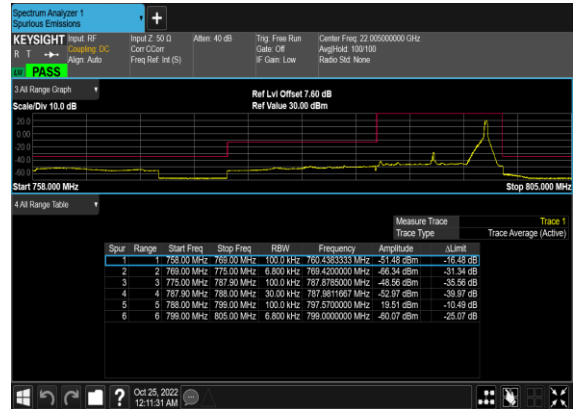 Spectrum Analyzer 1
Spurious Emissions
KEYSIGHT Input: RF Input Z: 50 Ω Atten: 40 dB Trig: Free Run Center Freq: 22.005000000 GHz
R T Coupling: DC Corr CCorr Gate: Off Avg|Hold: 100/100
Align: Auto Freq Ref: Int (S) IF Gain: Low Radio Std: None
LXI PASS
3 All Range Graph
Ref Lvl Offset 7.60 dB
Scale/Div 10.0 dB Ref Value 30.00 dBm
20.0
0.00
-20.0
-40.0
-60.0
Start 758.000 MHz Stop 805.000 MHz
4 All Range Table
Measure Trace Trace 1
Trace Type Trace Average (Active)
Spur Range Start Freq Stop Freq RBW Frequency Amplitude ΔLimit
1 1 758.00 MHz 769.00 MHz 100.0 kHz 760.4383333 MHz -51.48 dBm -16.48 dB
2 2 769.00 MHz 775.00 MHz 6.800 kHz 769.4200000 MHz -66.34 dBm -31.34 dB
3 3 775.00 MHz 787.90 MHz 100.0 kHz 787.8785000 MHz -48.56 dBm -35.56 dB
4 4 787.90 MHz 788.00 MHz 30.00 kHz 787.9811667 MHz -52.97 dBm -39.97 dB
5 5 788.00 MHz 799.00 MHz 100.0 kHz 797.5700000 MHz 19.51 dBm -10.49 dB
6 6 799.00 MHz 805.00 MHz 6.800 kHz 799.0000000 MHz -60.07 dBm -25.07 dB
Oct 25, 2022
12:11:31 AM